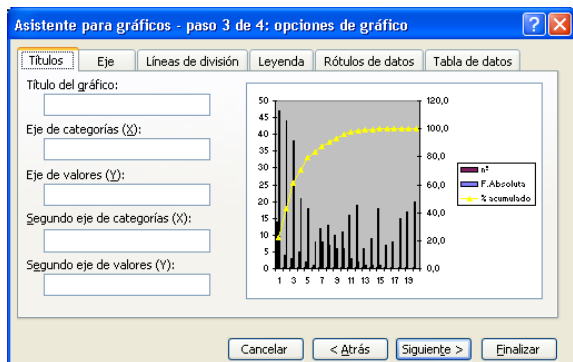 Asistente para gráficos - paso 3 de 4: opciones de gráfico
Títulos Eje Líneas de división Leyenda Rótulos de datos Tabla de datos
Título del gráfico:
Eje de categorías (X):
Eje de valores (Y):
Segundo eje de categorías (X):
Segundo eje de valores (Y):
50 120,0
45
40 100,0
35
30 80,0
25 60,0
20
15 40,0
10 20,0
5
0 0,0
1 3 5 7 9 11 13 15 17 19
nº
F.Absoluta
% acumulado
Cancelar < Atrás Siguiente > Finalizar